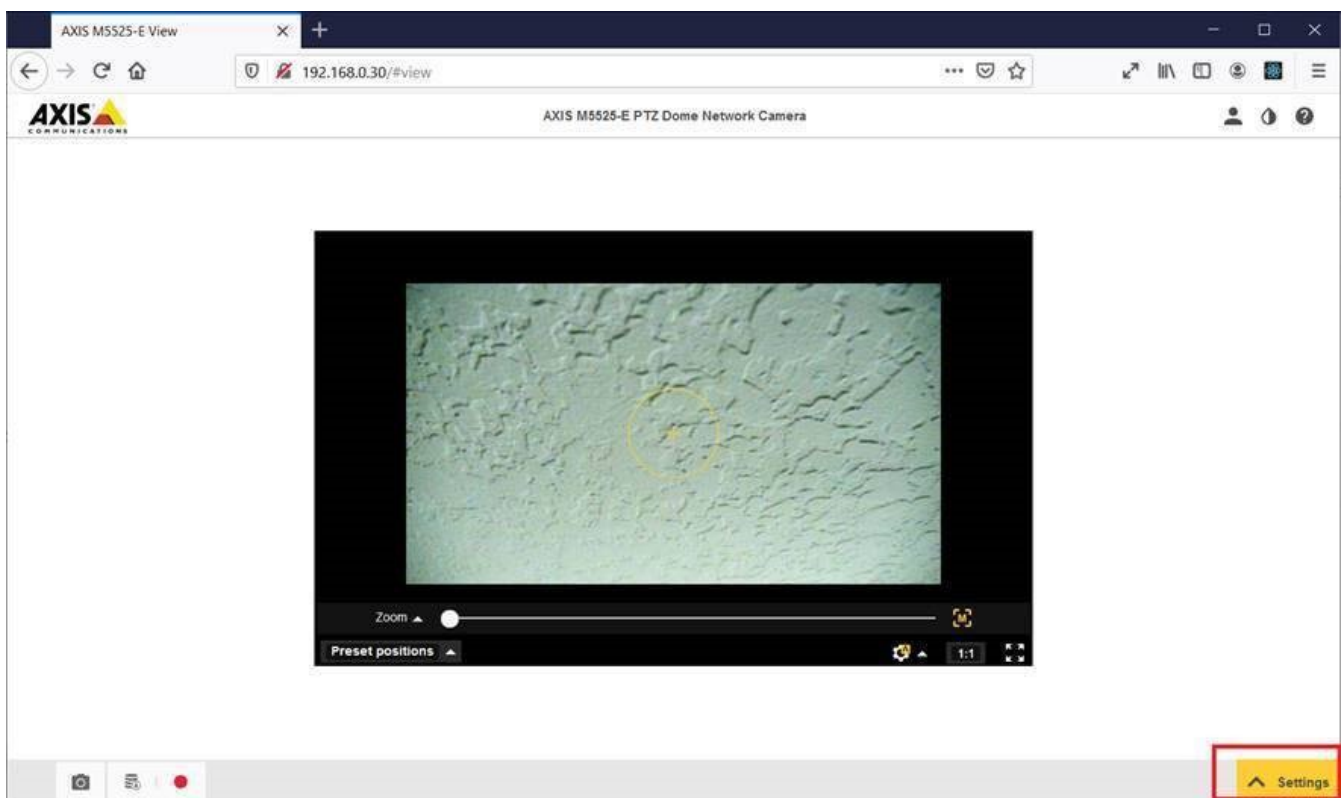 AXIS M5525-E View
192.168.0.30/#view
AXIS
COMMUNICATIONS
AXIS M5525-E PTZ Dome Network Camera
Zoom
M
Preset positions
1:1
Settings